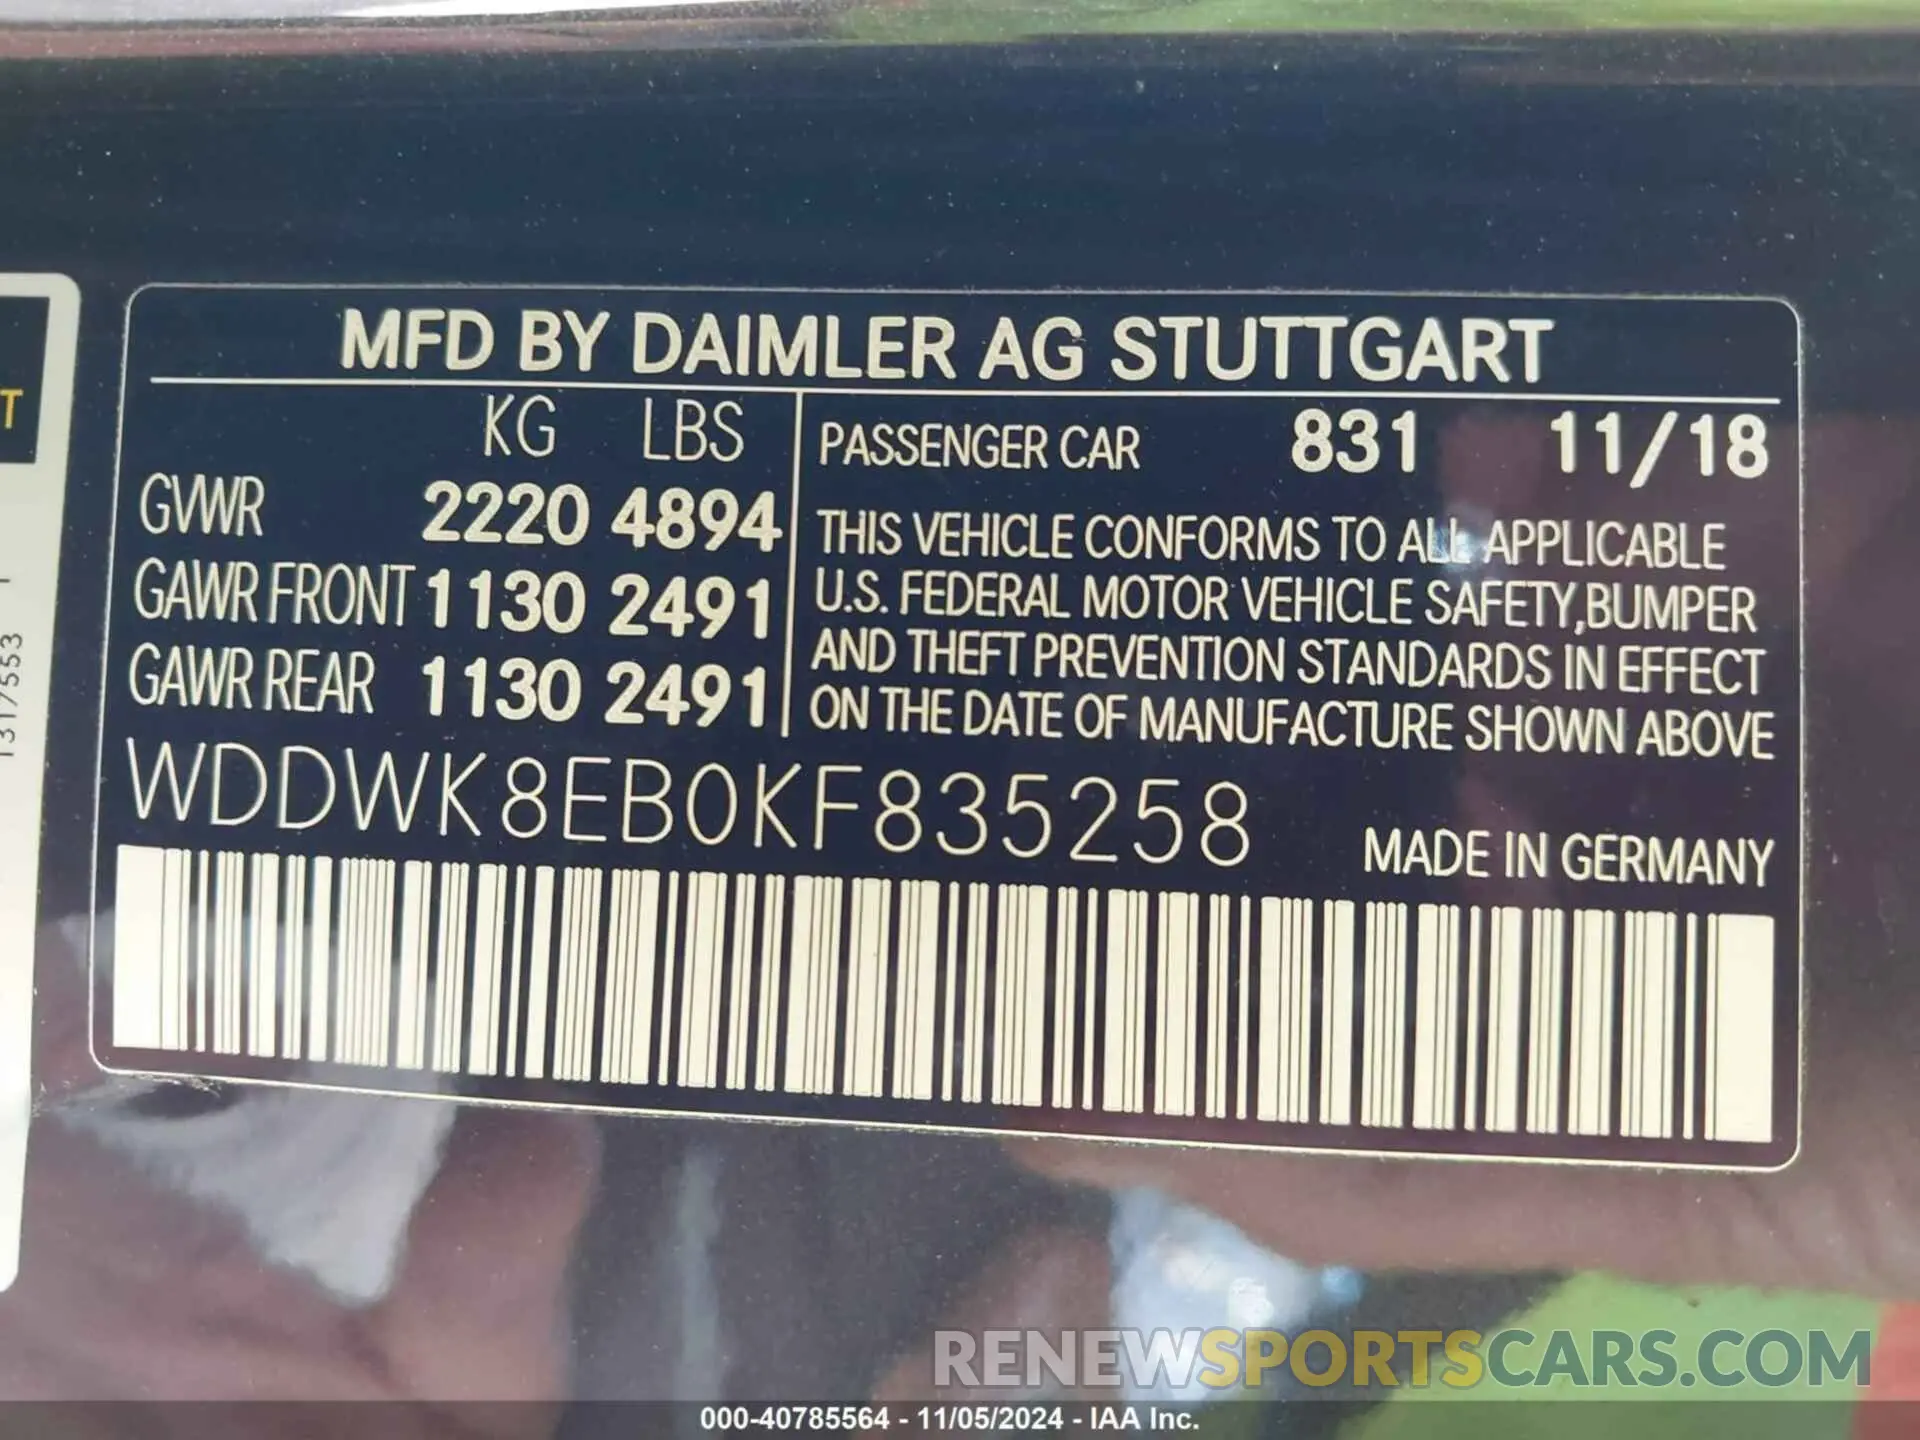 MFD BY DAIMLER AG STUTTGART
KG LBS
GVWR 2220 4894
GAWR FRONT 1130 2491
GAWR REAR 1130 2491
PASSENGER CAR 831 11/18
THIS VEHICLE CONFORMS TO ALL APPLICABLE
U.S. FEDERAL MOTOR VEHICLE SAFETY, BUMPER
AND THEFT PREVENTION STANDARDS IN EFFECT
ON THE DATE OF MANUFACTURE SHOWN ABOVE
WDDWK8EB0KF835258
MADE IN GERMANY
T
1317553
RENEWSPORTSCARS.COM
000-40785564 - 11/05/2024 - IAA Inc.